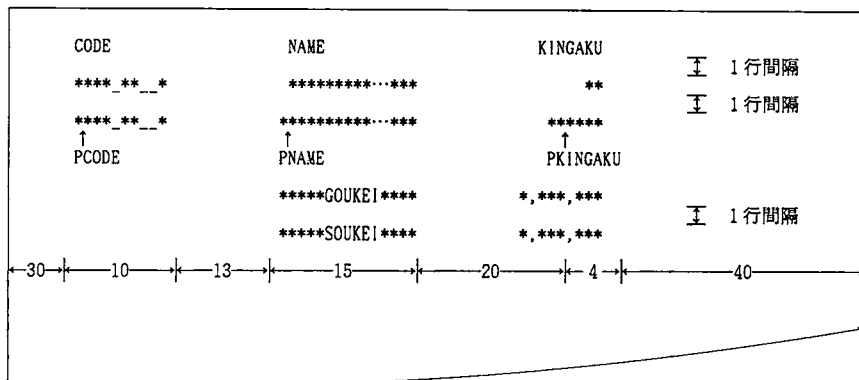 CODE NAME KINGAKU
1行間隔
****_**__* *********…*** **
1行間隔
****_**__* **********…*** ******
↑ ↑ ↑
PCODE PNAME PKINGAKU
*****GOUKEI**** *,***,***
1行間隔
*****SOUKEI**** *,***,***
30 10 13 15 20 4 40